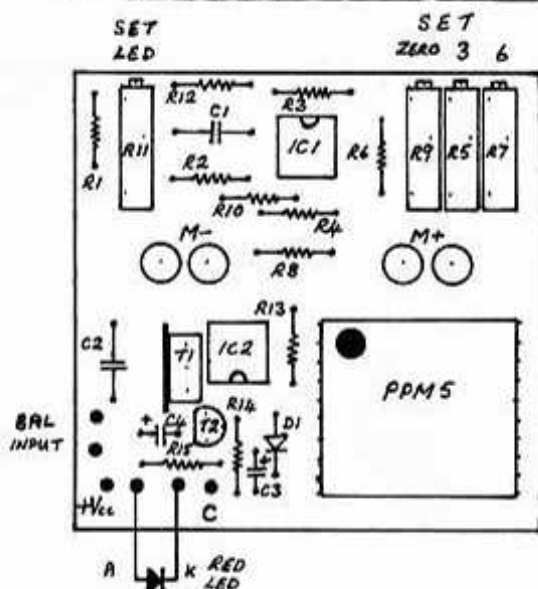 SET
LED
SET
ZERO 3 6
R12
R3
C1
R1
R11
IC1
R6
R9
R5
R7
R2
R10
R4
M-
M+
R8
R13
C2
T1
IC2
PPM5
BAL
INPUT
+
C4
T2
R14
D1
R15
+
C3
+Vcc
C
A
K
RED
LED